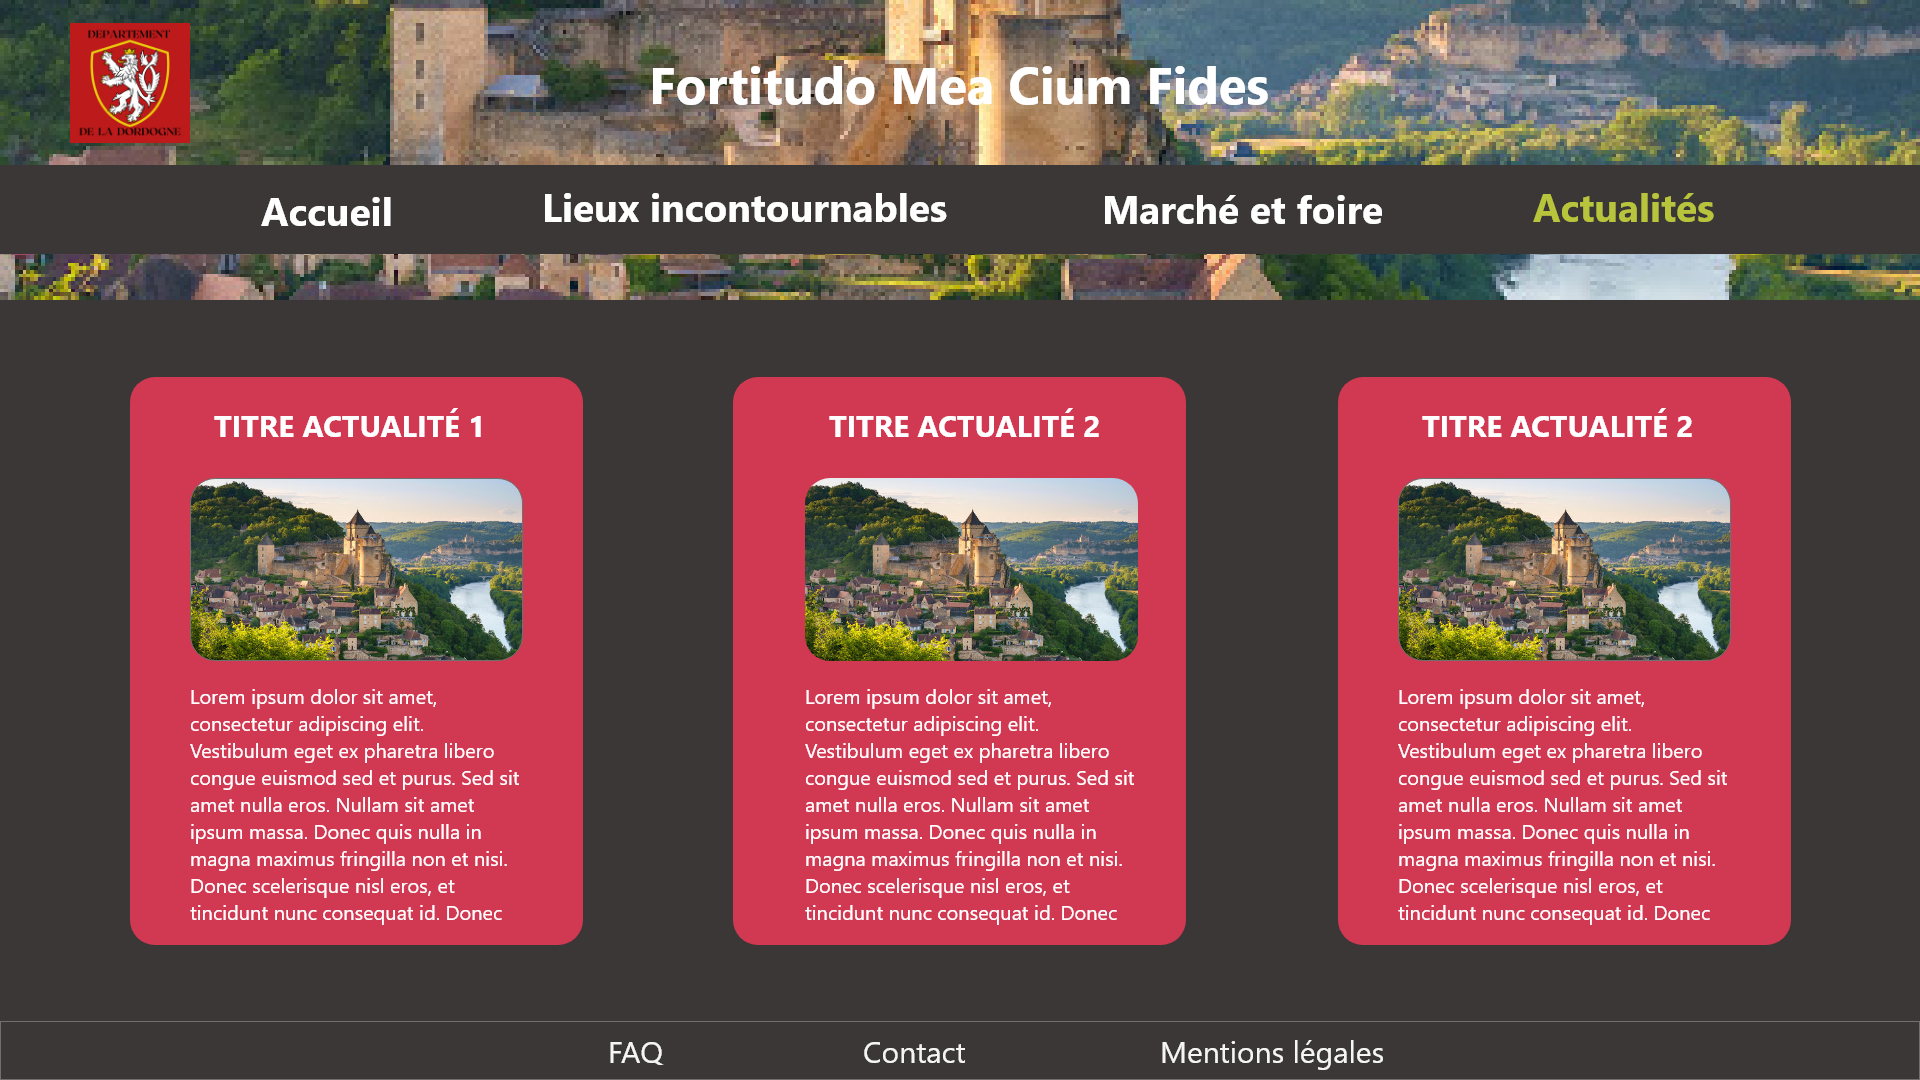 DEPARTEMENT
DE LA DORDOGNE
Fortitudo Mea Cium Fides
Accueil
Lieux incontournables
Marché et foire
Actualités
TITRE ACTUALITÉ 1
Lorem ipsum dolor sit amet,
consectetur adipiscing elit.
Vestibulum eget ex pharetra libero
congue euismod sed et purus. Sed sit
amet nulla eros. Nullam sit amet
ipsum massa. Donec quis nulla in
magna maximus fringilla non et nisi.
Donec scelerisque nisl eros, et
tincidunt nunc consequat id. Donec
TITRE ACTUALITÉ 2
Lorem ipsum dolor sit amet,
consectetur adipiscing elit.
Vestibulum eget ex pharetra libero
congue euismod sed et purus. Sed sit
amet nulla eros. Nullam sit amet
ipsum massa. Donec quis nulla in
magna maximus fringilla non et nisi.
Donec scelerisque nisl eros, et
tincidunt nunc consequat id. Donec
TITRE ACTUALITÉ 2
Lorem ipsum dolor sit amet,
consectetur adipiscing elit.
Vestibulum eget ex pharetra libero
congue euismod sed et purus. Sed sit
amet nulla eros. Nullam sit amet
ipsum massa. Donec quis nulla in
magna maximus fringilla non et nisi.
Donec scelerisque nisl eros, et
tincidunt nunc consequat id. Donec
FAQ
Contact
Mentions légales